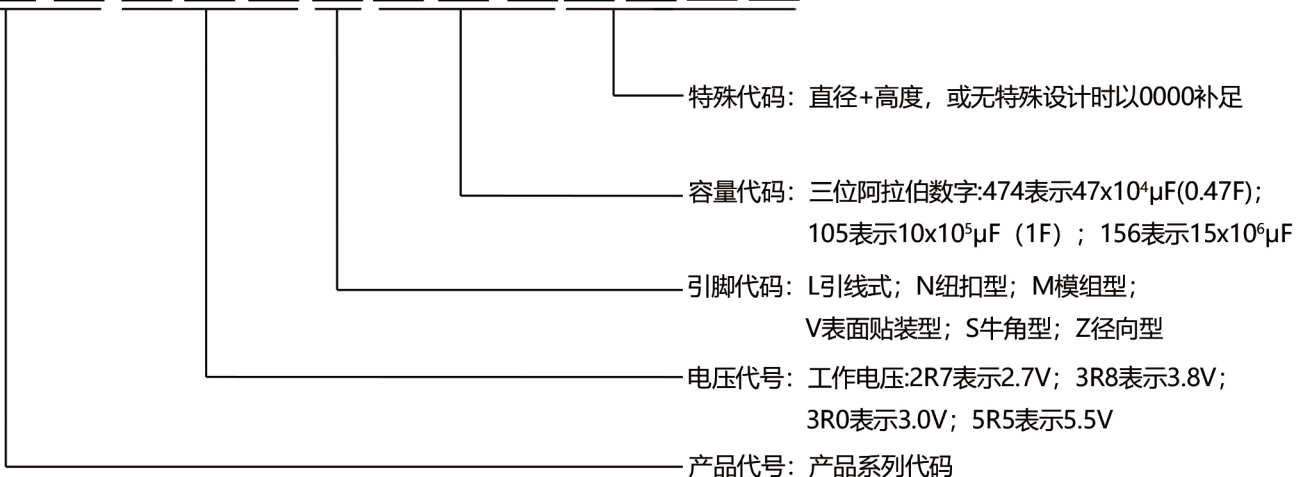 特殊代码：直径+高度，或无特殊设计时以0000补足
容量代码：三位阿拉伯数字:474表示47x10⁴μF(0.47F)；
105表示10x10⁵μF（1F）；156表示15x10⁶μF
引脚代码：L引线式；N纽扣型；M模组型；
V表面贴装型；S牛角型；Z径向型
电压代号：工作电压:2R7表示2.7V；3R8表示3.8V；
3R0表示3.0V；5R5表示5.5V
产品代号：产品系列代码